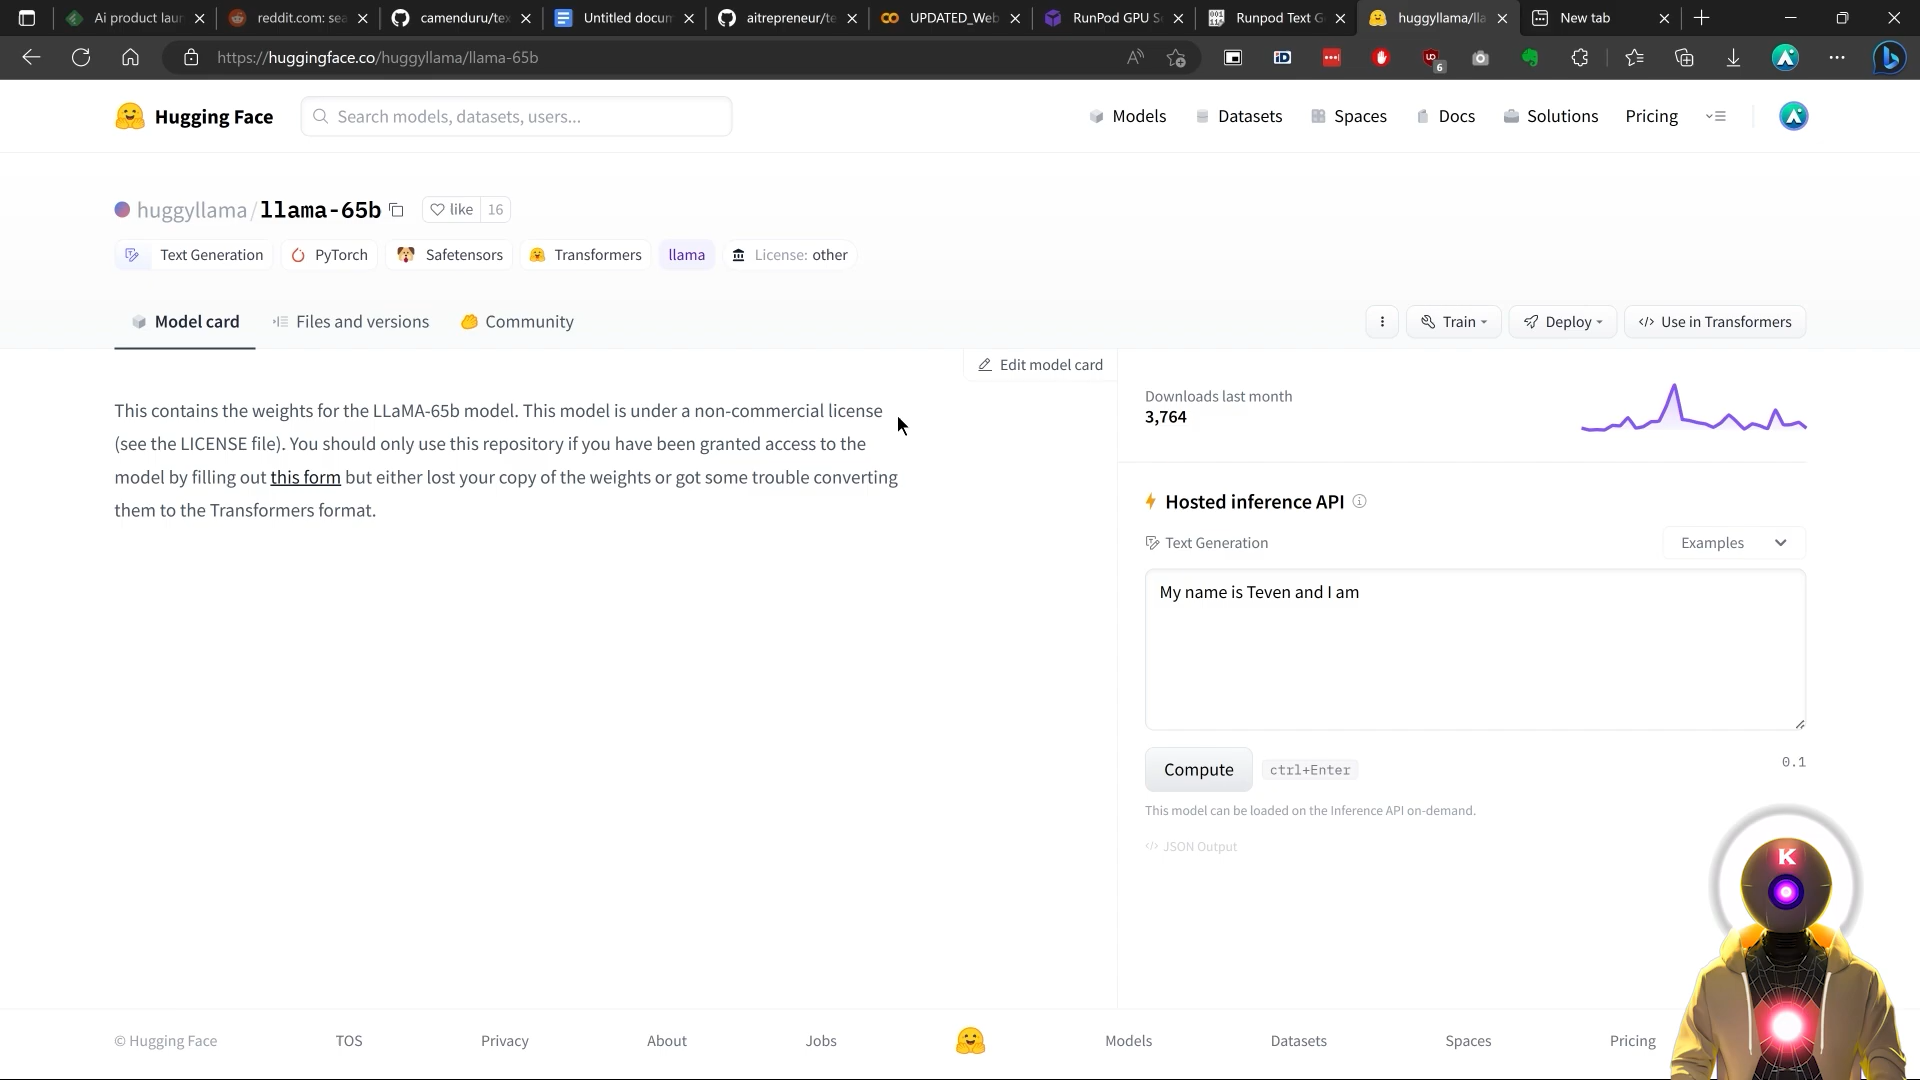 Ai product laun
reddit.com: sea
camenduru/tex
Untitled docum
aitrepreneur/te
UPDATED_Web
RunPod GPU S
Runpod Text G
huggyllama/lla
New tab
https://huggingface.co/huggyllama/llama-65b
6
Hugging Face
Search models, datasets, users...
Models
Datasets
Spaces
Docs
Solutions
Pricing
huggyllama/llama-65b
like 16
Text Generation
PyTorch
Safetensors
Transformers
llama
License: other
Model card
Files and versions
Community
Train
Deploy
</> Use in Transformers
Edit model card
This contains the weights for the LLaMA-65b model. This model is under a non-commercial license
(see the LICENSE file). You should only use this repository if you have been granted access to the
model by filling out this form but either lost your copy of the weights or got some trouble converting
them to the Transformers format.
Downloads last month
3,764
Hosted inference API
Text Generation
Examples
My name is Teven and I am
Compute
ctrl+Enter
0.1
This model can be loaded on the Inference API on-demand.
</> JSON Output
K
© Hugging Face
TOS
Privacy
About
Jobs
Models
Datasets
Spaces
Pricing